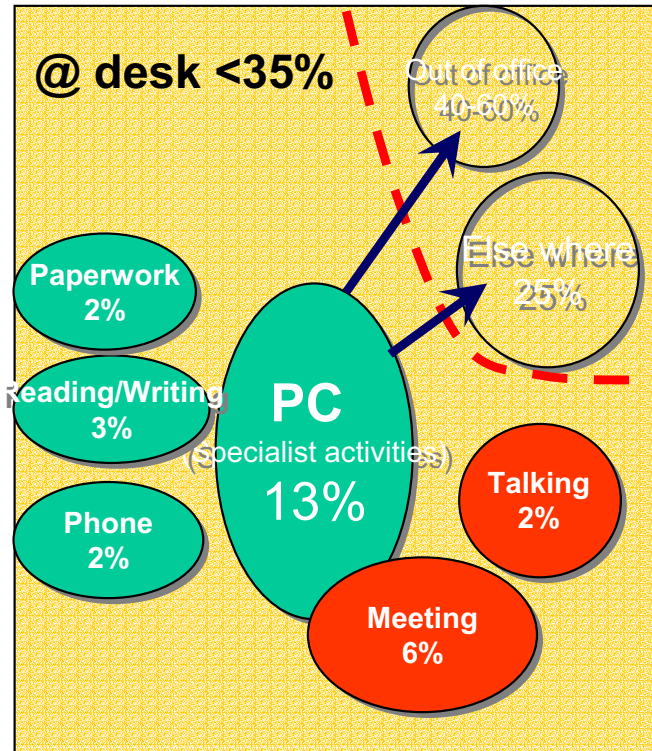 @ desk <35%
Out of office
40-60%
Else where
25%
Paperwork
2%
Reading/Writing
3%
PC
(specialist activities)
13%
Phone
2%
Talking
2%
Meeting
6%